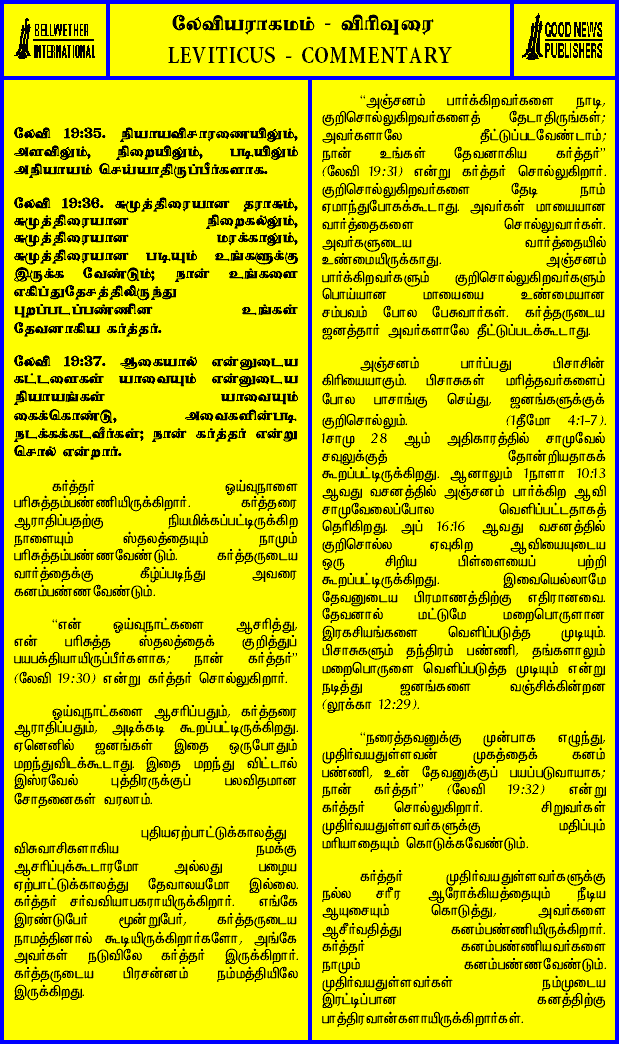 BELLWETHER
INTERNATIONAL
லேவியராகமம் - விரிவுரை
LEVITICUS - COMMENTARY
GOOD NEWS
PUBLISHERS
லேவி 19:35. நியாயவிசாரணையிலும்,
அளவிலும், நிறையிலும், படியிலும்
அநியாயம் செய்யாதிருப்பீர்களாக.
லேவி 19:36. சுமுத்திரையான தராசும்,
சுமுத்திரையான நிறைகல்லும்,
சுமுத்திரையான மரக்காலும்,
சுமுத்திரையான படியும் உங்களுக்கு
இருக்க வேண்டும்; நான் உங்களை
எகிப்துதேசத்திலிருந்து
புறப்படப்பண்ணின உங்கள்
தேவனாகிய கர்த்தர்.
லேவி 19:37. ஆகையால் என்னுடைய
கட்டளைகள் யாவையும் என்னுடைய
நியாயங்கள் யாவையும்
கைக்கொண்டு, அவைகளின்படி
நடக்கக்கடவீர்கள்; நான் கர்த்தர் என்று
சொல் என்றார்.
கர்த்தர் ஓய்வுநாளை
பரிசுத்தம்பண்ணியிருக்கிறார். கர்த்தரை
ஆராதிப்பதற்கு நியமிக்கப்பட்டிருக்கிற
நாளையும் ஸ்தலத்தையும் நாமும்
பரிசுத்தம்பண்ணவேண்டும். கர்த்தருடைய
வார்த்தைக்கு கீழ்ப்படிந்து அவரை
கனம்பண்ணவேண்டும்.
“என் ஓய்வுநாட்களை ஆசரித்து,
என் பரிசுத்த ஸ்தலத்தைக் குறித்துப்
பயபக்தியாயிருப்பீர்களாக; நான் கர்த்தர்”
(லேவி 19:30) என்று கர்த்தர் சொல்லுகிறார்.
ஓய்வுநாட்களை ஆசரிப்பதும், கர்த்தரை
ஆராதிப்பதும், அடிக்கடி கூறப்பட்டிருக்கிறது.
ஏனெனில் ஜனங்கள் இதை ஒருபோதும்
மறந்துவிடக்கூடாது. இதை மறந்து விட்டால்
இஸ்ரவேல் புத்திரருக்குப் பலவிதமான
சோதனைகள் வரலாம்.
புதியஏற்பாட்டுக்காலத்து
விசுவாசிகளாகிய நமக்கு
ஆசரிப்புக்கூடாரமோ அல்லது பழைய
ஏற்பாட்டுக்காலத்து தேவாலயமோ இல்லை.
கர்த்தர் சர்வவியாபகராயிருக்கிறார். எங்கே
இரண்டுபேர் மூன்றுபேர், கர்த்தருடைய
நாமத்தினால் கூடியிருக்கிறார்களோ, அங்கே
அவர்கள் நடுவிலே கர்த்தர் இருக்கிறார்.
கர்த்தருடைய பிரசன்னம் நம்மத்தியிலே
இருக்கிறது.
“அஞ்சனம் பார்க்கிறவர்களை நாடி,
குறிசொல்லுகிறவர்களைத் தேடாதிருங்கள்;
அவர்களாலே தீட்டுப்படவேண்டாம்;
நான் உங்கள் தேவனாகிய கர்த்தர்”
(லேவி 19:31) என்று கர்த்தர் சொல்லுகிறார்.
குறிசொல்லுகிறவர்களை தேடி நாம்
ஏமாந்துபோகக்கூடாது. அவர்கள் மாயையான
வார்த்தைகளை சொல்லுவார்கள்.
அவர்களுடைய வார்த்தையில்
உண்மையிருக்காது. அஞ்சனம்
பார்க்கிறவர்களும் குறிசொல்லுகிறவர்களும்
பொய்யான மாயையை உண்மையான
சம்பவம் போல பேசுவார்கள். கர்த்தருடைய
ஜனத்தார் அவர்களாலே தீட்டுப்படக்கூடாது.
அஞ்சனம் பார்ப்பது பிசாசின்
கிரியையாகும். பிசாசுகள் மரித்தவர்களைப்
போல பாசாங்கு செய்து, ஜனங்களுக்குக்
குறிசொல்லும். (1தீமோ 4:1-7).
1சாமு 28 ஆம் அதிகாரத்தில் சாமுவேல்
சவுலுக்குத் தோன்றியதாகக்
கூறப்பட்டிருக்கிறது. ஆனாலும் 1நாளா 10:13
ஆவது வசனத்தில் அஞ்சனம் பார்க்கிற ஆவி
சாமுவேலைப்போல வெளிப்பட்டதாகத்
தெரிகிறது. அப் 16:16 ஆவது வசனத்தில்
குறிசொல்ல ஏவுகிற ஆவியையுடைய
ஒரு சிறிய பிள்ளையைப் பற்றி
கூறப்பட்டிருக்கிறது. இவையெல்லாமே
தேவனுடைய பிரமாணத்திற்கு எதிரானவை.
தேவனால் மட்டுமே மறைபொருளான
இரகசியங்களை வெளிப்படுத்த முடியும்.
பிசாசுகளும் தந்திரம் பண்ணி, தங்களாலும்
மறைபொருளை வெளிப்படுத்த முடியும் என்று
நடித்து ஜனங்களை வஞ்சிக்கின்றன
(லூக்கா 12:29).
“நரைத்தவனுக்கு முன்பாக எழுந்து,
முதிர்வயதுள்ளவன் முகத்தைக் கனம்
பண்ணி, உன் தேவனுக்குப் பயப்படுவாயாக;
நான் கர்த்தர்” (லேவி 19:32) என்று
கர்த்தர் சொல்லுகிறார். சிறுவர்கள்
முதிர்வயதுள்ளவர்களுக்கு மதிப்பும்
மரியாதையும் கொடுக்கவேண்டும்.
கர்த்தர் முதிர்வயதுள்ளவர்களுக்கு
நல்ல சரீர ஆரோக்கியத்தையும் நீடிய
ஆயுசையும் கொடுத்து, அவர்களை
ஆசீர்வதித்து கனம்பண்ணியிருக்கிறார்.
கர்த்தர் கனம்பண்ணியவர்களை
நாமும் கனம்பண்ணவேண்டும்.
முதிர்வயதுள்ளவர்கள் நம்முடைய
இரட்டிப்பான கனத்திற்கு
பாத்திரவான்களாயிருக்கிறார்கள்.